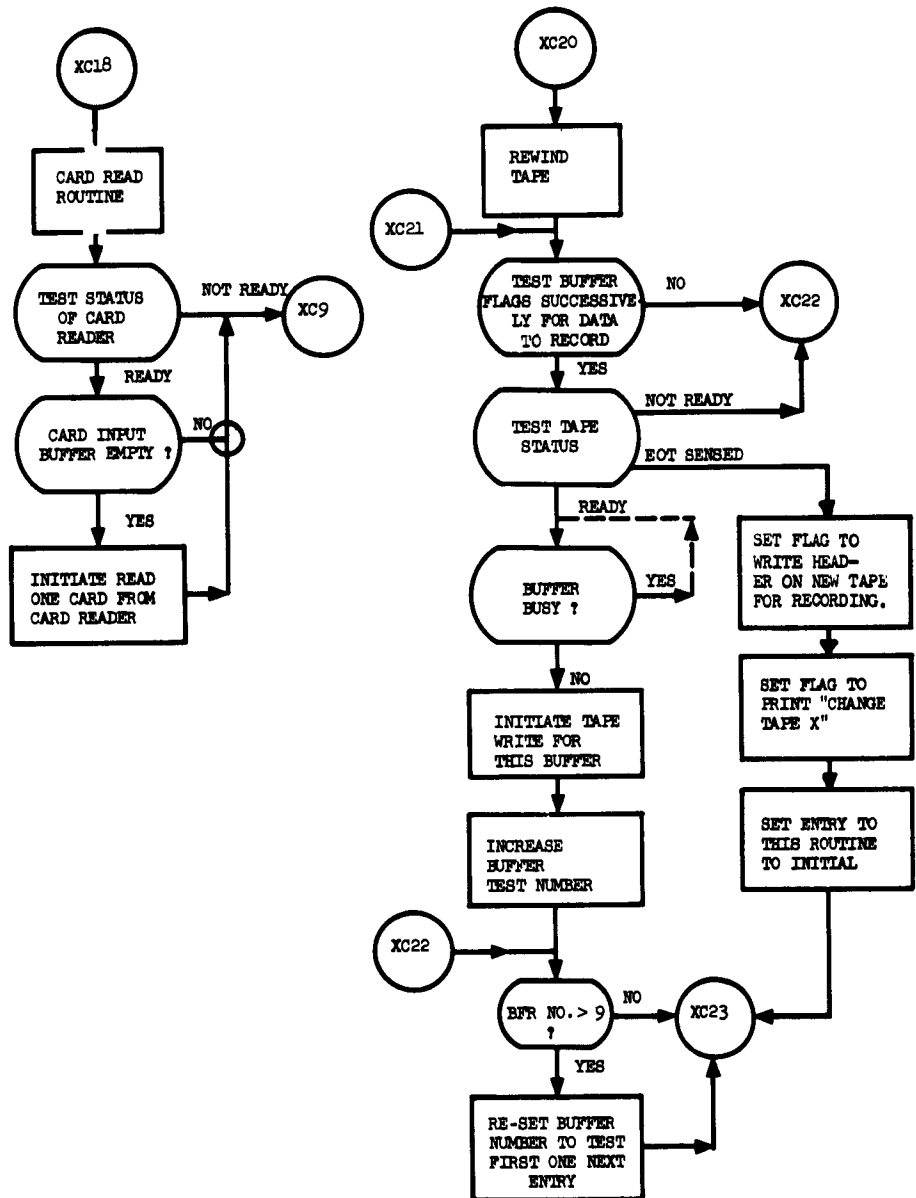 XC18
CARD READ
ROUTINE
TEST STATUS
OF CARD
READER
NOT READY
XC9
READY
CARD INPUT
BUFFER EMPTY ?
NO
YES
INITIATE READ
ONE CARD FROM
CARD READER
XC20
REWIND
TAPE
XC21
TEST BUFFER
FLAGS SUCCESSIVE-
LY FOR DATA
TO RECORD
NO
XC22
YES
TEST TAPE
STATUS
NOT READY
EOT SENSED
READY
BUFFER
BUSY ?
YES
NO
INITIATE TAPE
WRITE FOR
THIS BUFFER
INCREASE
BUFFER
TEST NUMBER
SET FLAG TO
WRITE HEAD-
ER ON NEW TAPE
FOR RECORDING.
SET FLAG TO
PRINT "CHANGE
TAPE X"
SET ENTRY TO
THIS ROUTINE
TO INITIAL
XC22
BFR NO. > 9
?
NO
XC23
YES
RE-SET BUFFER
NUMBER TO TEST
FIRST ONE NEXT
ENTRY